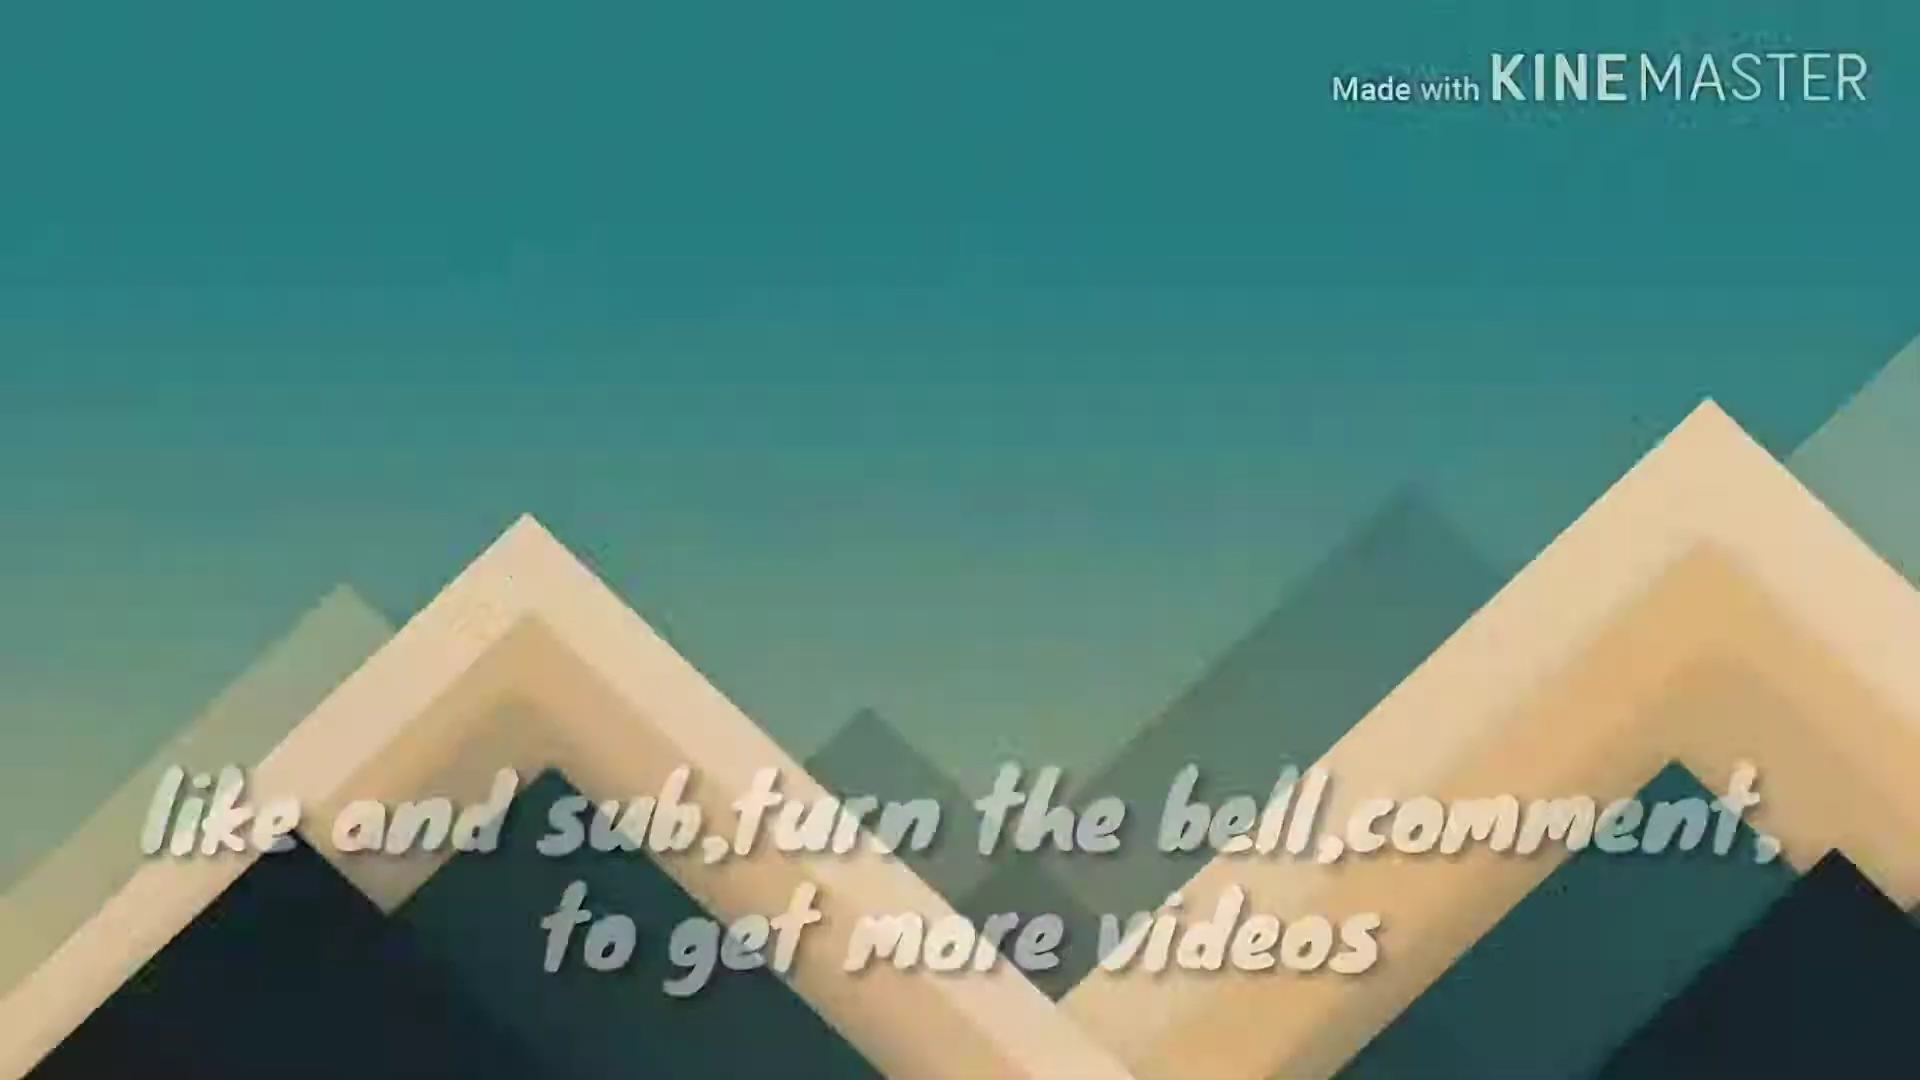 Made with KINEMASTER
like and sub,turn the bell,comment,
to get more videos